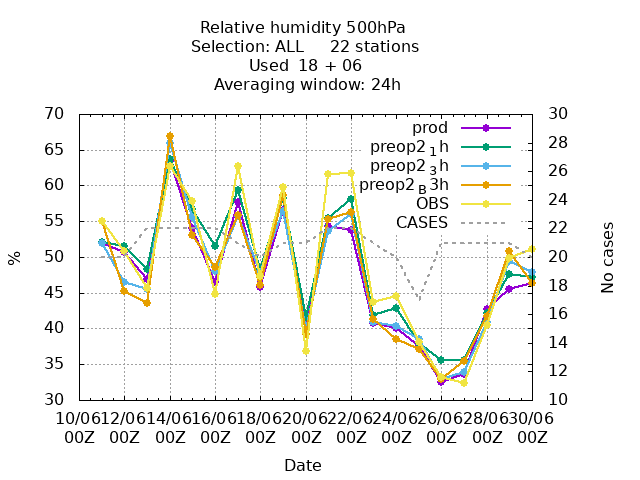 Relative humidity 500hPa
Selection: ALL 22 stations
Used 18 + 06
Averaging window: 24h
70 30
prod
28
65 preop2 1h
26
preop2 3h
60 preop2 B3h
24
OBS
55 CASES 22
% 50 20 No cases
18
45
16
40
14
35
12
30 10
10/06 12/06 14/06 16/06 18/06 20/06 22/06 24/06 26/06 28/06 30/06
00Z 00Z 00Z 00Z 00Z 00Z 00Z 00Z 00Z 00Z 00Z
Date